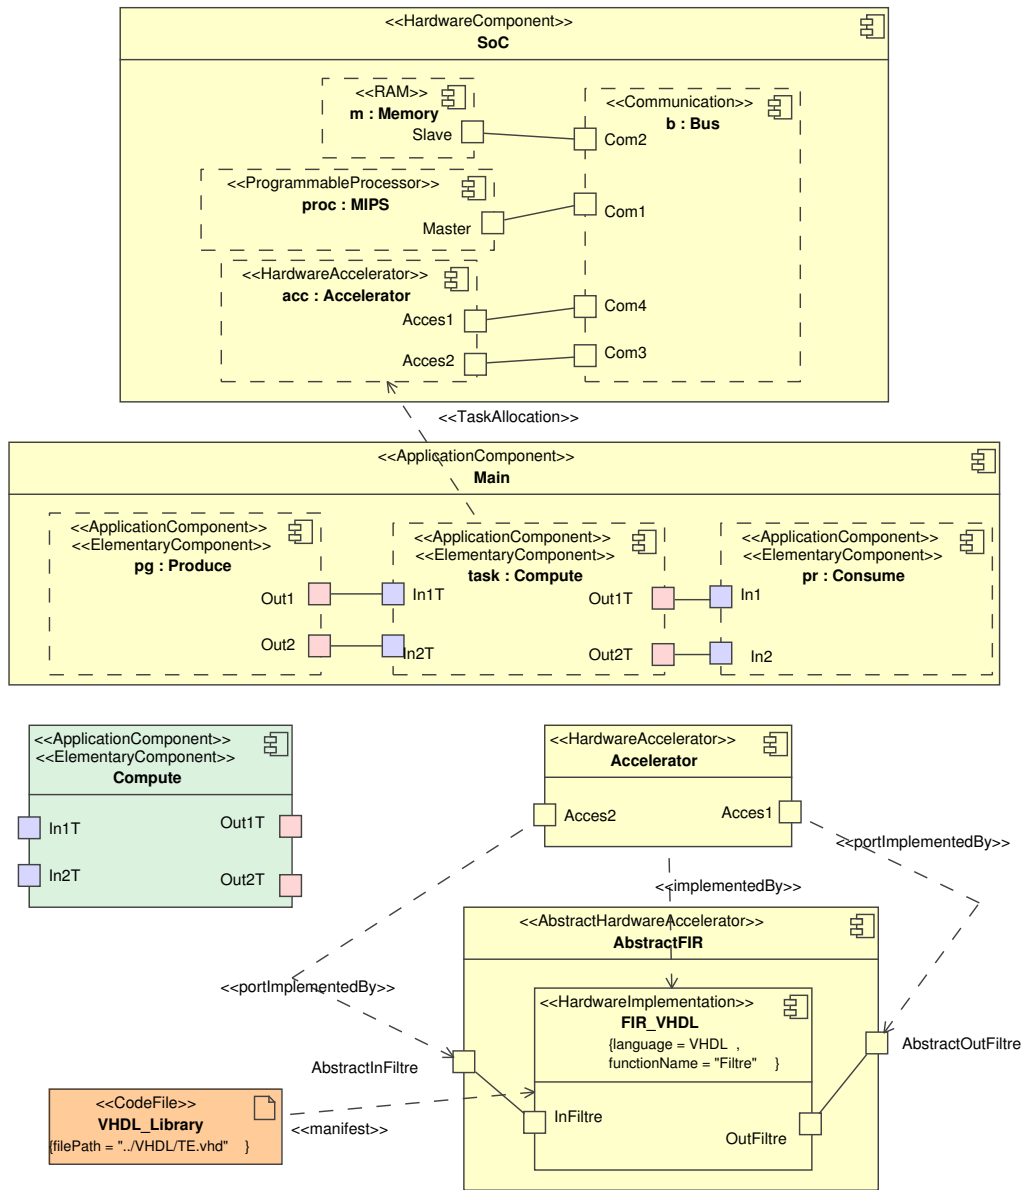 <<HardwareComponent>>
SoC
<<RAM>>
m : Memory
Slave
<<Communication>>
b : Bus
Com2
<<ProgrammableProcessor>>
proc : MIPS
Master
Com1
<<HardwareAccelerator>>
acc : Accelerator
Acces1
Com4
Acces2
Com3
<<TaskAllocation>>
<<ApplicationComponent>>
Main
<<ApplicationComponent>>
<<ElementaryComponent>>
pg : Produce
Out1
Out2
<<ApplicationComponent>>
<<ElementaryComponent>>
task : Compute
In1T
In2T
Out1T
Out2T
<<ApplicationComponent>>
<<ElementaryComponent>>
pr : Consume
In1
In2
<<ApplicationComponent>>
<<ElementaryComponent>>
Compute
In1T
Out1T
In2T
Out2T
<<HardwareAccelerator>>
Accelerator
Acces2
Acces1
<<portImplementedBy>>
<<implementedBy>>
<<AbstractHardwareAccelerator>>
AbstractFIR
<<portImplementedBy>>
<<HardwareImplementation>>
FIR_VHDL
{language = VHDL ,
functionName = "Filtre" }
AbstractOutFiltre
AbstractInFiltre
InFiltre
OutFiltre
<<CodeFile>>
VHDL_Library
{filePath = "../VHDL/TE.vhd" }
<<manifest>>